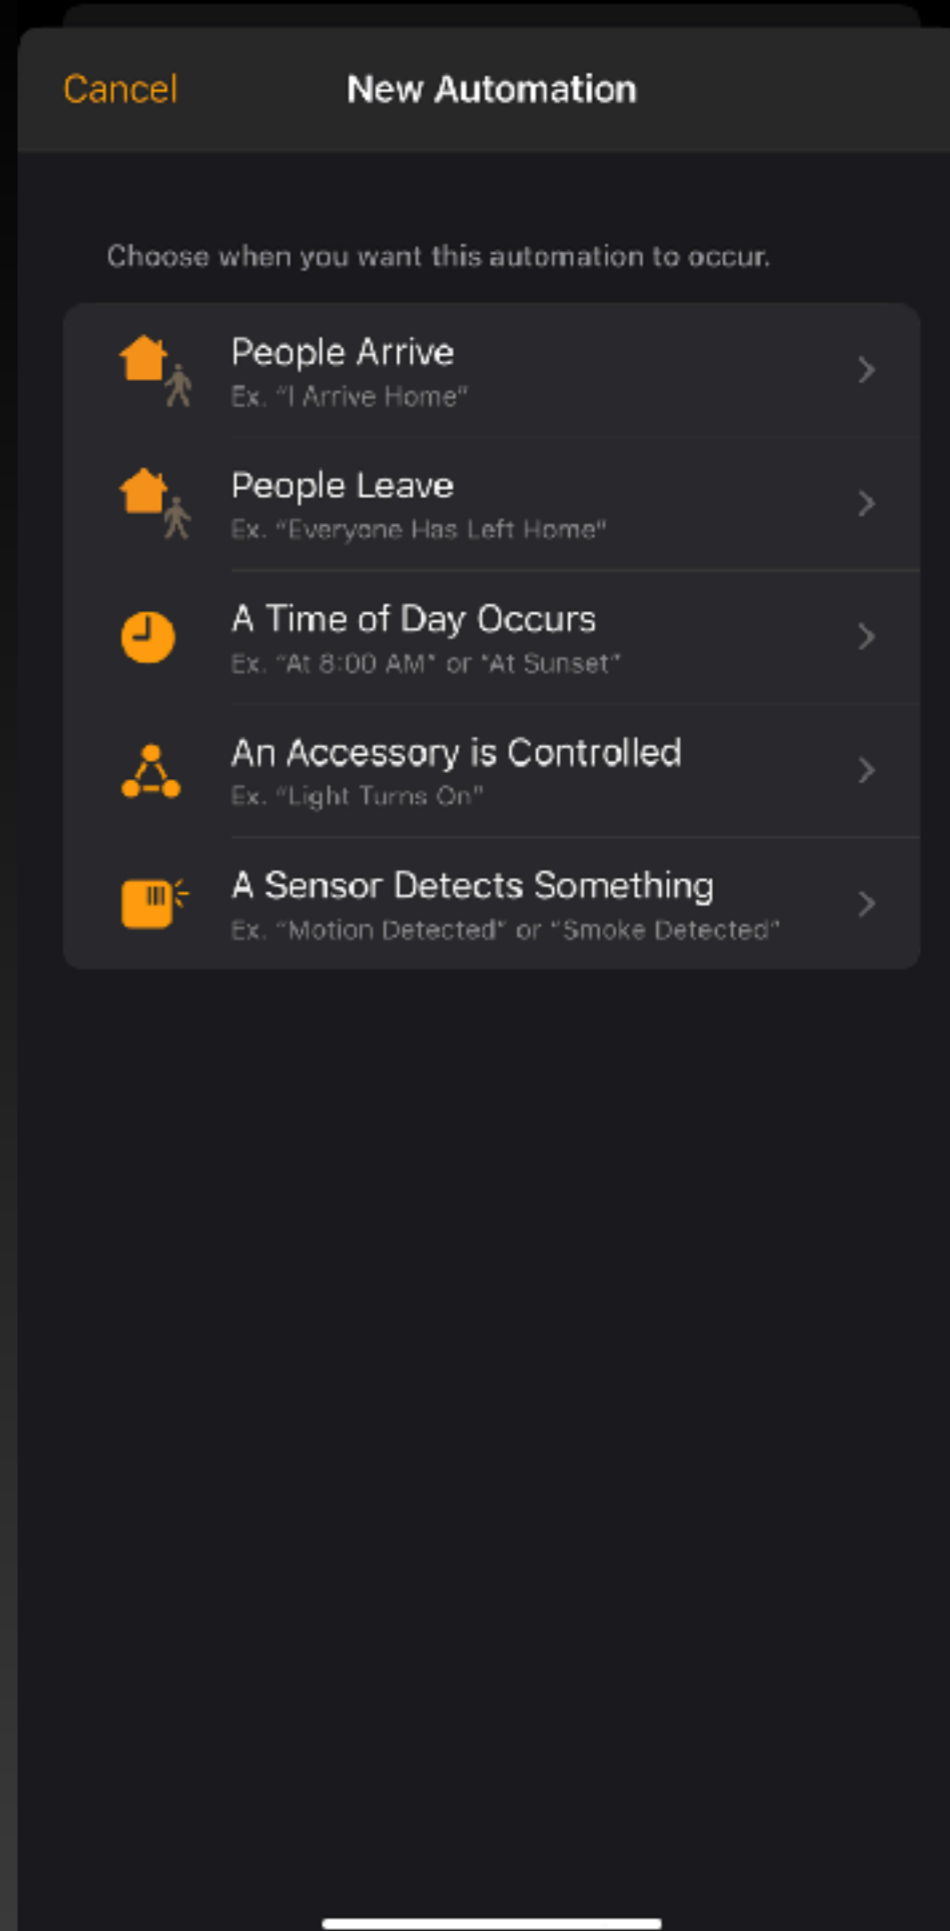 Cancel
New Automation
Choose when you want this automation to occur.
People Arrive
Ex. “I Arrive Home”
People Leave
Ex. “Everyone Has Left Home”
A Time of Day Occurs
Ex. “At 8:00 AM” or “At Sunset”
An Accessory is Controlled
Ex. “Light Turns On”
A Sensor Detects Something
Ex. “Motion Detected” or “Smoke Detected”